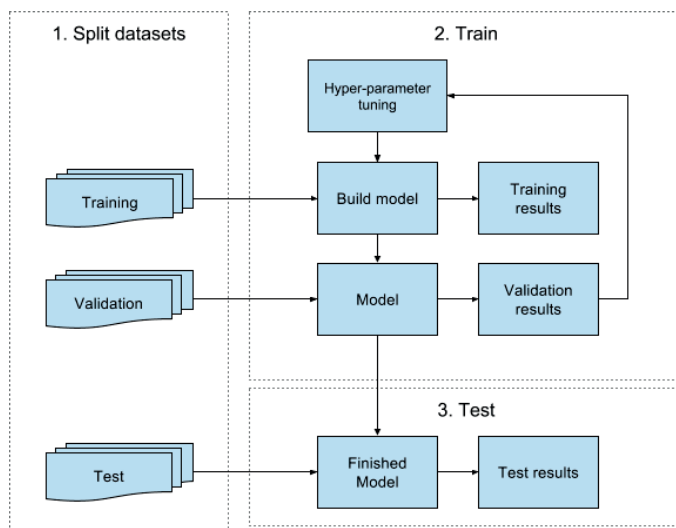 1. Split datasets
2. Train
Hyper-parameter
tuning
Training
Build model
Training
results
Validation
Model
Validation
results
3. Test
Test
Finished
Model
Test results